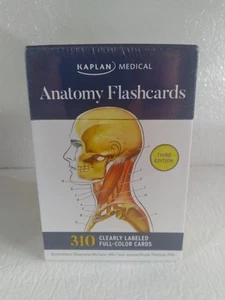 KAPLAN MEDICAL
Anatomy Flashcards
THIRD EDITION
310 CLEARLY LABELED
FULL-COLOR CARDS